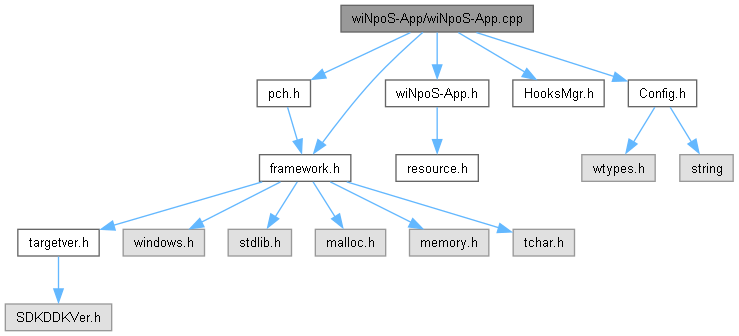 wiNpoS-App/wiNpoS-App.cpp
pch.h
wiNpoS-App.h
HooksMgr.h
Config.h
framework.h
resource.h
wtypes.h
string
targetver.h
windows.h
stdlib.h
malloc.h
memory.h
tchar.h
SDKDDKVer.h